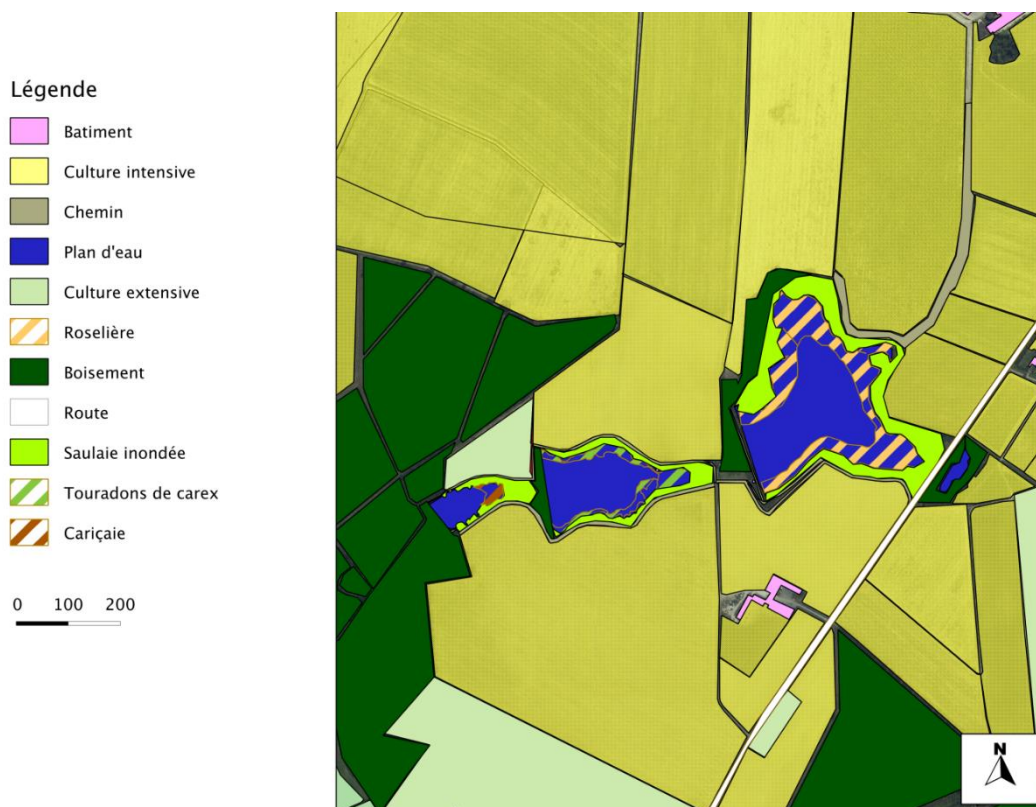 Légende
Batiment
Culture intensive
Chemin
Plan d'eau
Culture extensive
Roselière
Boisement
Route
Saulaie inondée
Touradons de carex
Cariçaie
0 100 200
N